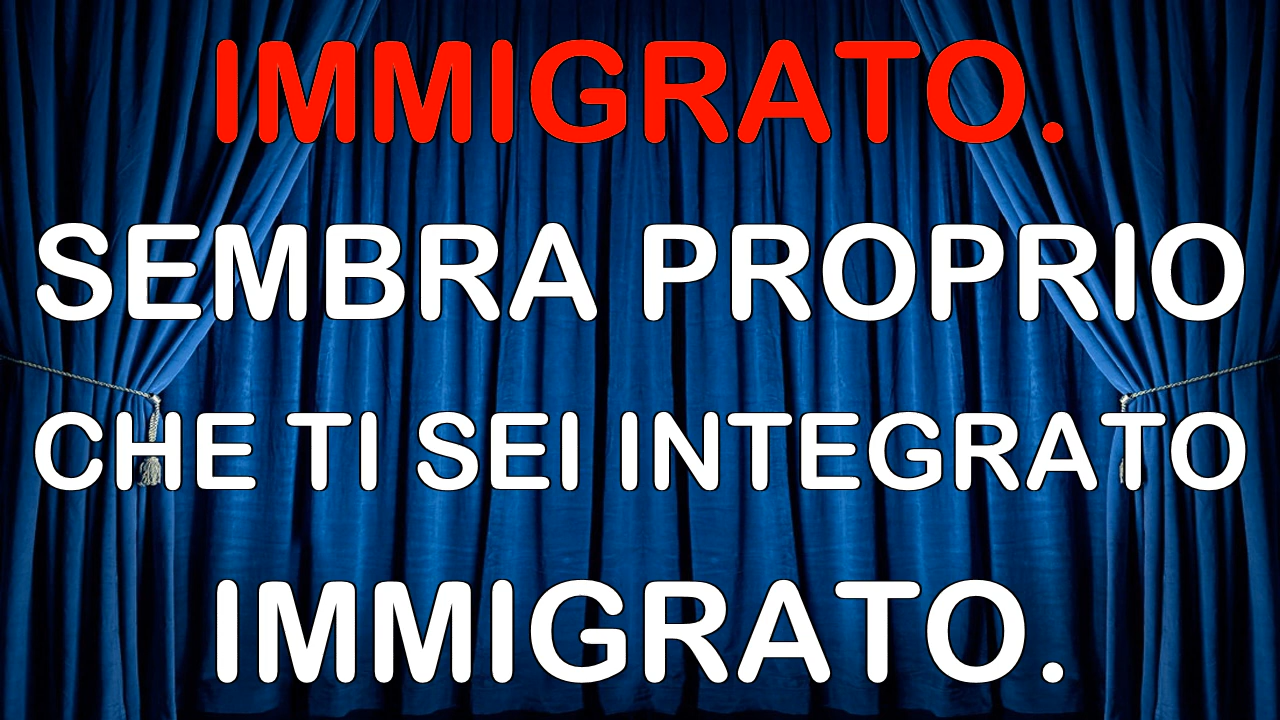 IMMIGRATO.
SEMBRA PROPRIO
CHE TI SEI INTEGRATO
IMMIGRATO.